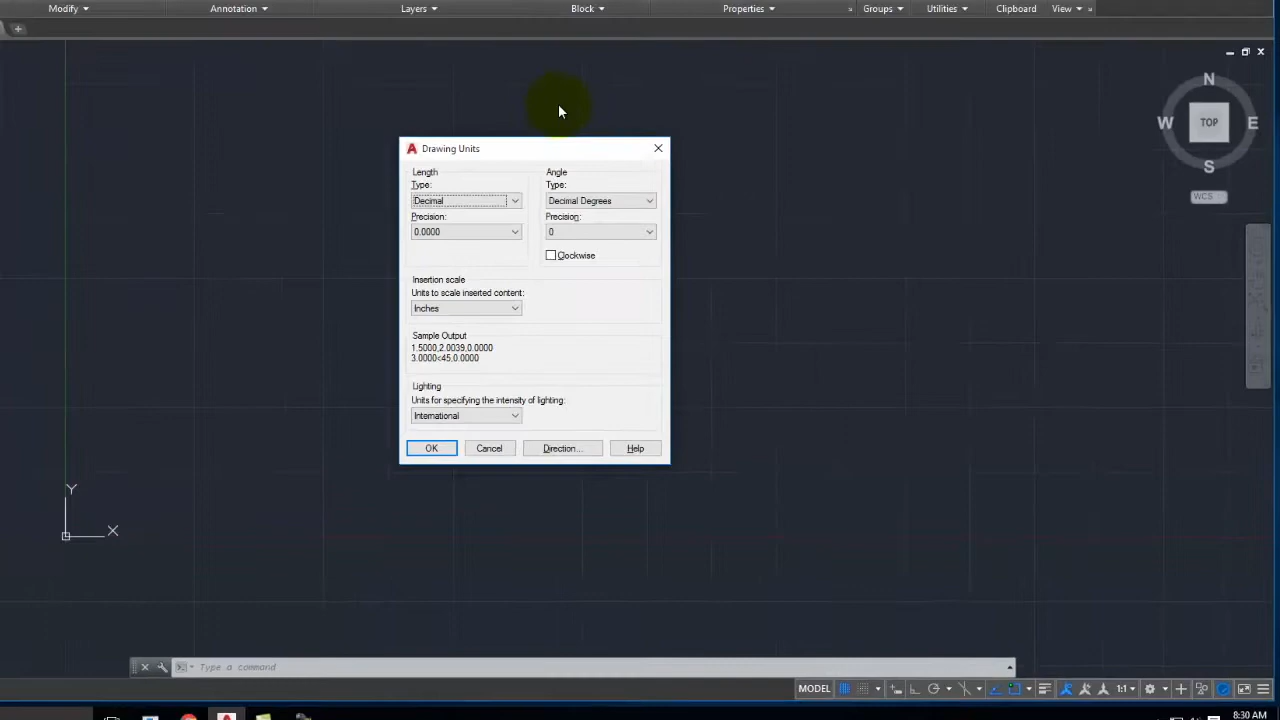 Modify
Annotation
Layers
Block
Properties
Groups
Utilities
Clipboard
View
N
W
TOP
E
S
WCS
Drawing Units
Length
Type:
Decimal
Precision:
0.0000
Angle
Type:
Decimal Degrees
Precision:
0
Clockwise
Insertion scale
Units to scale inserted content:
Inches
Sample Output
1.5000,2.0039,0.0000
3.0000<45,0.0000
Lighting
Units for specifying the intensity of lighting:
International
OK
Cancel
Direction...
Help
Y
X
Type a command
MODEL
1:1
8:30 AM